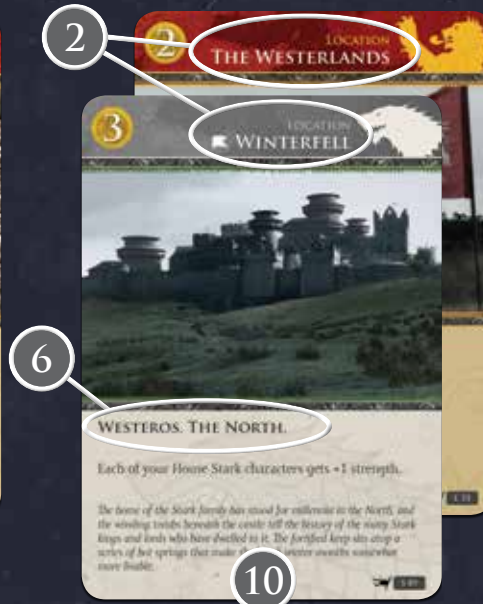 2
2
LOCATION
THE WESTERLANDS
3
LOCATION
WINTERFELL
6
WESTEROS. THE NORTH.
Each of your House Stark characters gets +1 strength.
The home of the Stark family has stood for millennia in the North, and
the winding tombs beneath the castle tell the history of the many Stark
kings and lords who have dwelled in it. The fortified keep sits atop a
series of hot springs that make the winter months somewhat
more livable.
10